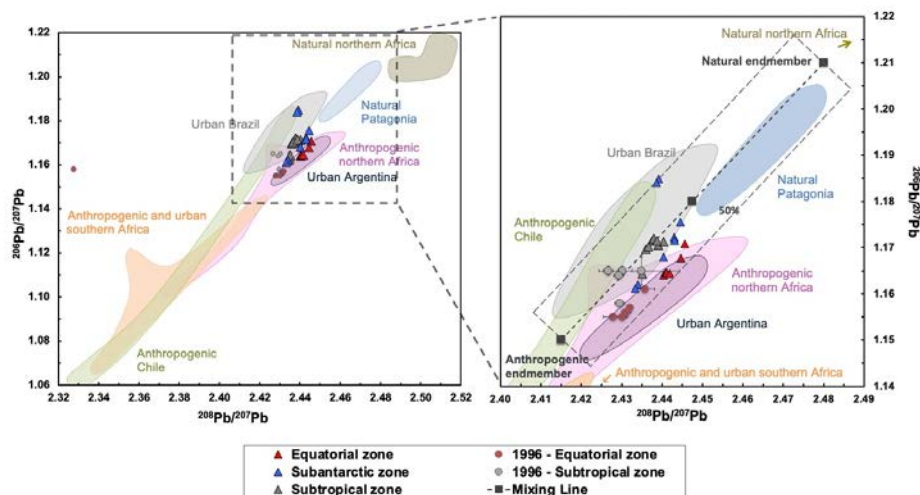 1.22
1.20
1.18
1.16
1.14
1.12
1.10
1.08
1.06
206Pb/207Pb
2.32 2.34 2.36 2.38 2.40 2.42 2.44 2.46 2.48 2.50 2.52
208Pb/207Pb
Natural northern Africa
Urban Brazil
Natural
Patagonia
Anthropogenic
northern Africa
Urban Argentina
Anthropogenic and urban
southern Africa
Anthropogenic
Chile
1.22
1.21
1.20
1.19
1.18
1.17
1.16
1.15
1.14
206Pb/207Pb
2.40 2.41 2.42 2.43 2.44 2.45 2.46 2.47 2.48 2.49
208Pb/207Pb
Natural northern Africa
Natural endmember
Urban Brazil
Natural
Patagonia
50%
Anthropogenic
Chile
Anthropogenic
northern Africa
Urban Argentina
Anthropogenic
endmember
Anthropogenic and urban southern Africa
Equatorial zone
Subantarctic zone
Subtropical zone
1996 - Equatorial zone
1996 - Subtropical zone
Mixing Line